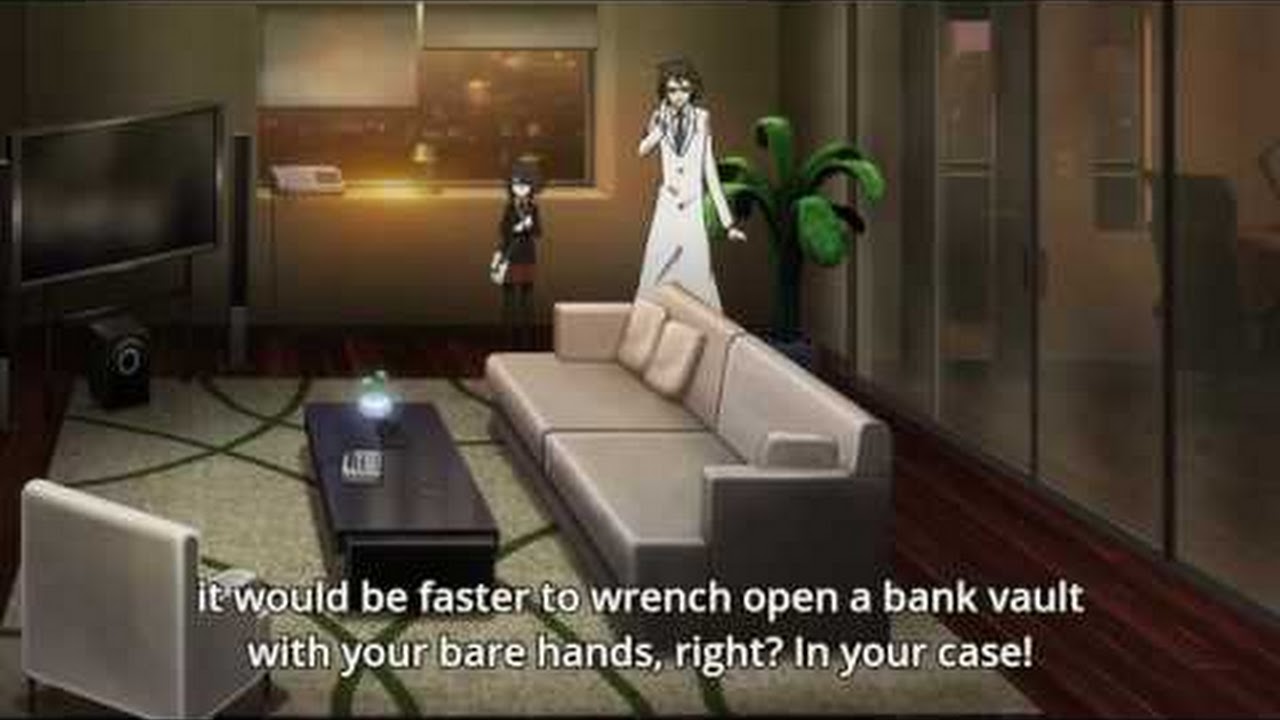 it would be faster to wrench open a bank vault
with your bare hands, right? In your case!